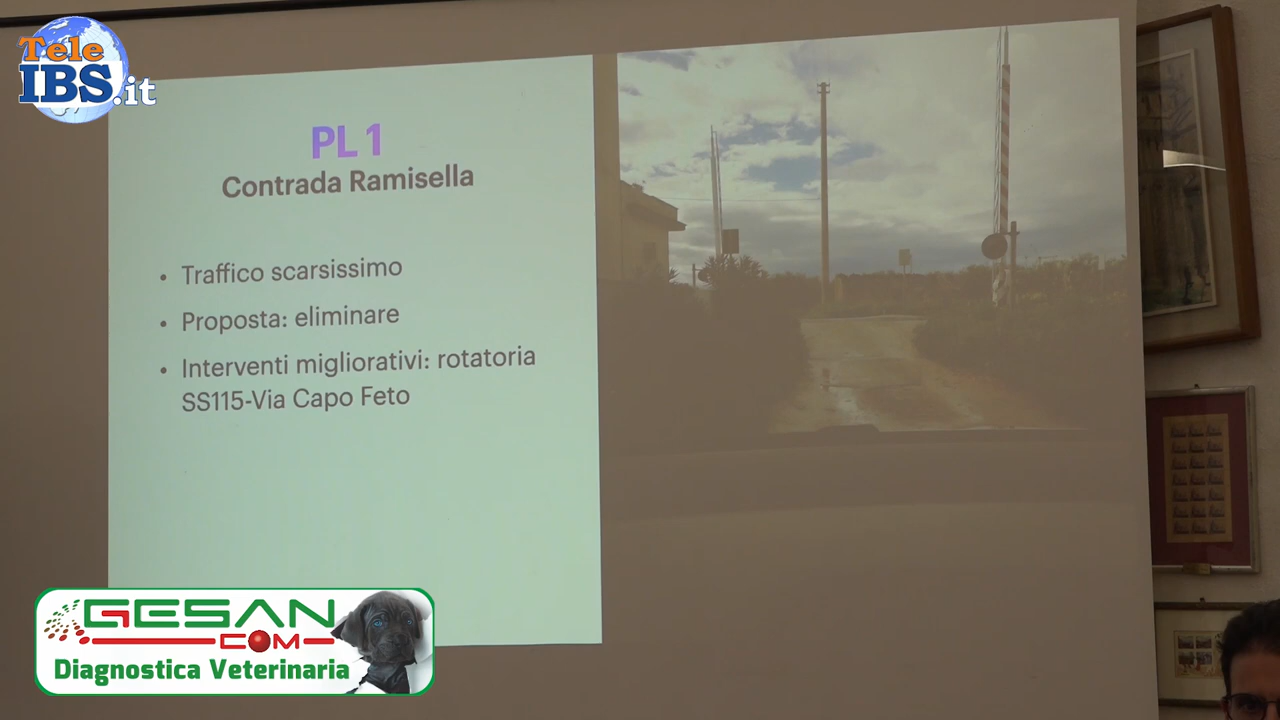 Tele
IBS.it
PL 1
Contrada Ramisella
• Traffico scarsissimo
• Proposta: eliminare
• Interventi migliorativi: rotatoria
SS115-Via Capo Feto
GESAN
COM
Diagnostica Veterinaria